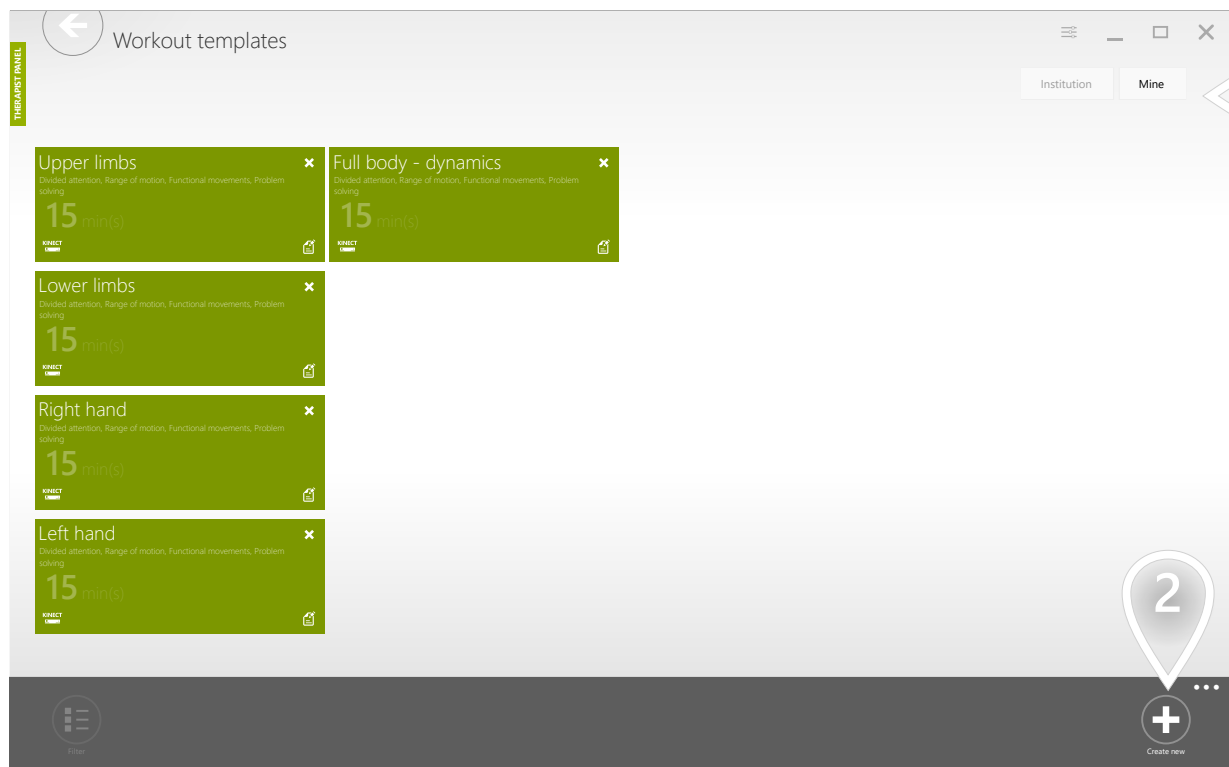 Workout templates
THERAPIST PANEL
Institution
Mine
Upper limbs
Divided attention, Range of motion, Functional movements, Problem
solving
15 min(s)
KINECT
Full body - dynamics
Divided attention, Range of motion, Functional movements, Problem
solving
15 min(s)
KINECT
Lower limbs
Divided attention, Range of motion, Functional movements, Problem
solving
15 min(s)
KINECT
Right hand
Divided attention, Range of motion, Functional movements, Problem
solving
15 min(s)
KINECT
Left hand
Divided attention, Range of motion, Functional movements, Problem
solving
15 min(s)
KINECT
2
Filter
Create new